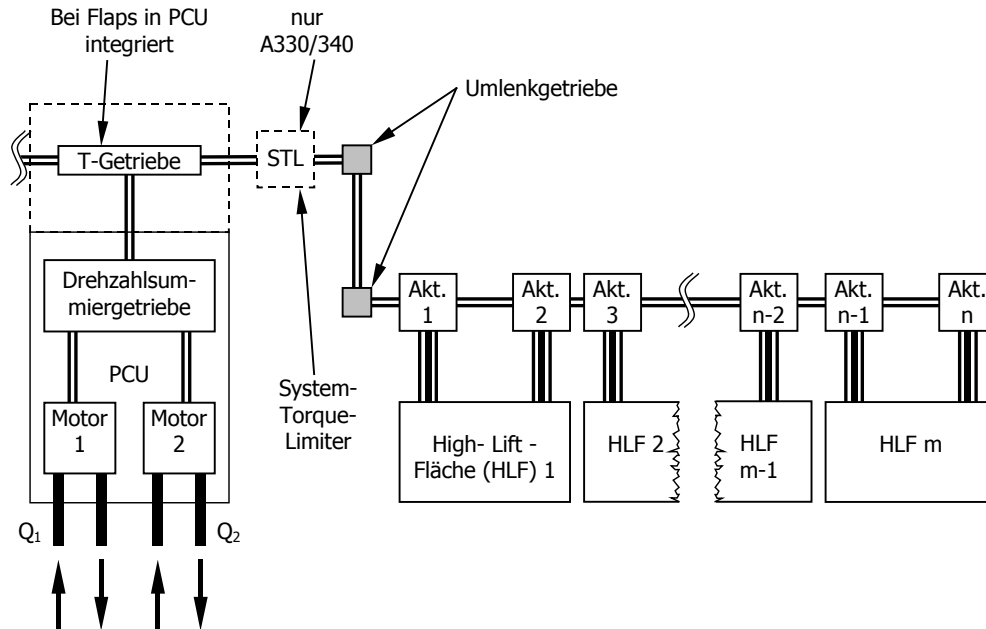 Bei Flaps in PCU
integriert
nur
A330/340
Umlenkgetriebe
T-Getriebe
STL
Drehzahlsum-
miergetriebe
PCU
Motor
1
Motor
2
Q1
Q2
System-
Torque-
Limiter
Akt.
1
Akt.
2
Akt.
3
Akt.
n-2
Akt.
n-1
Akt.
n
High- Lift -
Fläche (HLF) 1
HLF 2
HLF
m-1
HLF m